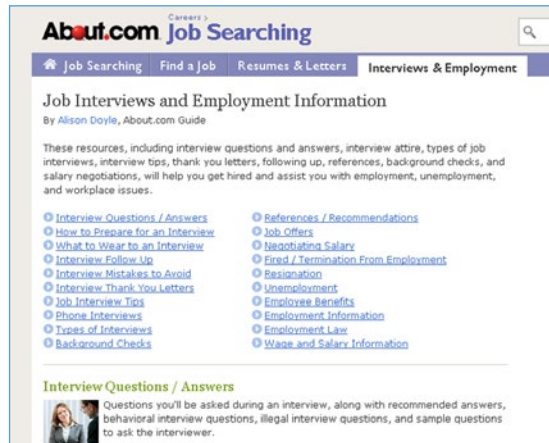 Careers >
About.com Job Searching
Job Searching Find a Job Resumes & Letters Interviews & Employment
Job Interviews and Employment Information
By Alison Doyle, About.com Guide
These resources, including interview questions and answers, interview attire, types of job
interviews, interview tips, thank you letters, following up, references, background checks, and
salary negotiations, will help you get hired and assist you with employment, unemployment,
and workplace issues.
Interview Questions / Answers
How to Prepare for an Interview
What to Wear to an Interview
Interview Follow Up
Interview Mistakes to Avoid
Interview Thank You Letters
Job Interview Tips
Phone Interviews
Types of Interviews
Background Checks
References / Recommendations
Job Offers
Negotiating Salary
Fired / Termination From Employment
Resignation
Unemployment
Employee Benefits
Employment Information
Employment Law
Wage and Salary Information
Interview Questions / Answers
Questions you'll be asked during an interview, along with recommended answers,
behavioral interview questions, illegal interview questions, and sample questions
to ask the interviewer.